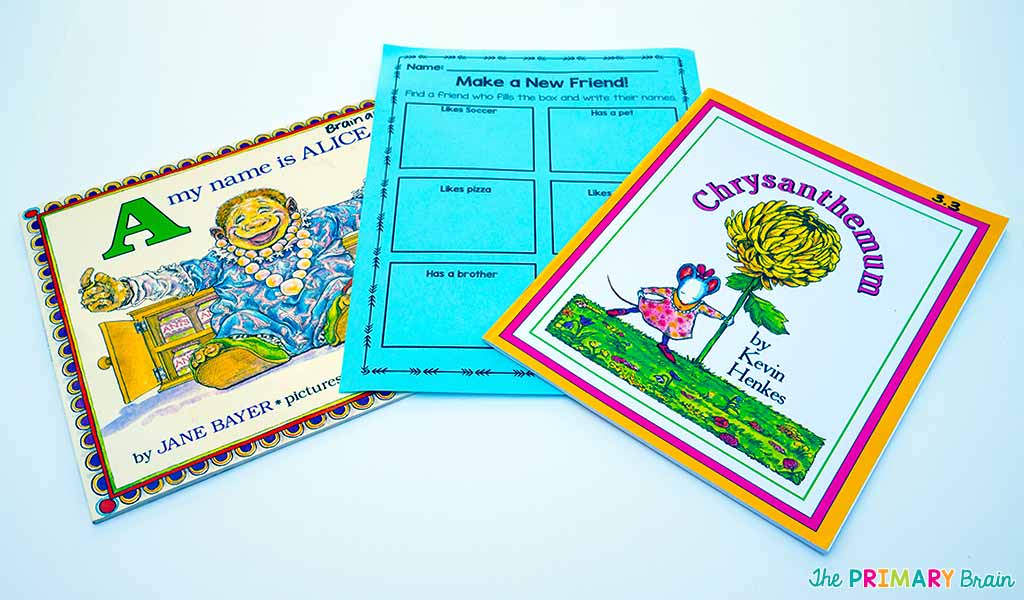 Brain
A my name is ALICE
ANTS
ANTS
by JANE BAYER * pictures
Name:
Make a New Friend!
Find a friend who fills the box and write their names.
Likes Soccer
Has a pet
Likes pizza
Likes
Has a brother
3.3
Chrysanthemum
by
Kevin
Henkes
The PRIMARY Brain